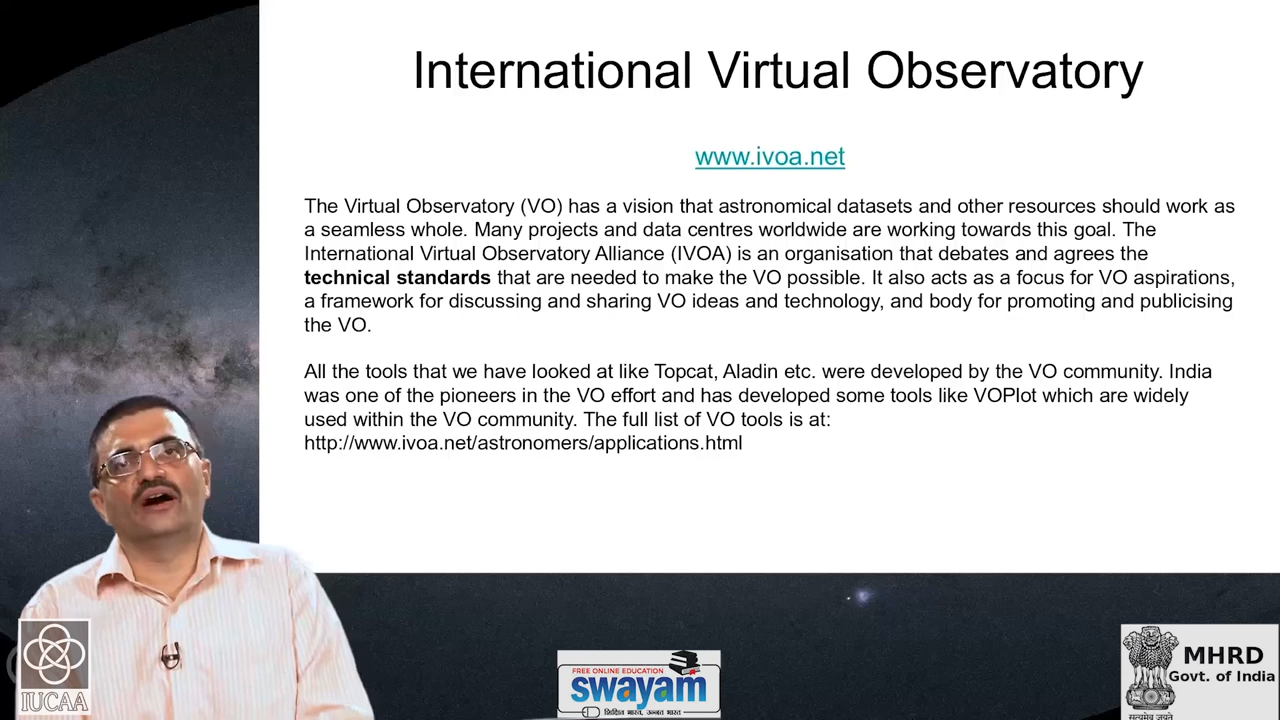 International Virtual Observatory
www.ivoa.net
The Virtual Observatory (VO) has a vision that astronomical datasets and other resources should work as
a seamless whole. Many projects and data centres worldwide are working towards this goal. The
International Virtual Observatory Alliance (IVOA) is an organisation that debates and agrees the
technical standards that are needed to make the VO possible. It also acts as a focus for VO aspirations,
a framework for discussing and sharing VO ideas and technology, and body for promoting and publicising
the VO.
All the tools that we have looked at like Topcat, Aladin etc. were developed by the VO community. India
was one of the pioneers in the VO effort and has developed some tools like VOPlot which are widely
used within the VO community. The full list of VO tools is at:
http://www.ivoa.net/astronomers/applications.html
IUCAA
FREE ONLINE EDUCATION
swayam
शिक्षित भारत, उन्नत भारत
MHRD
Govt. of India
सत्यमेव जयते